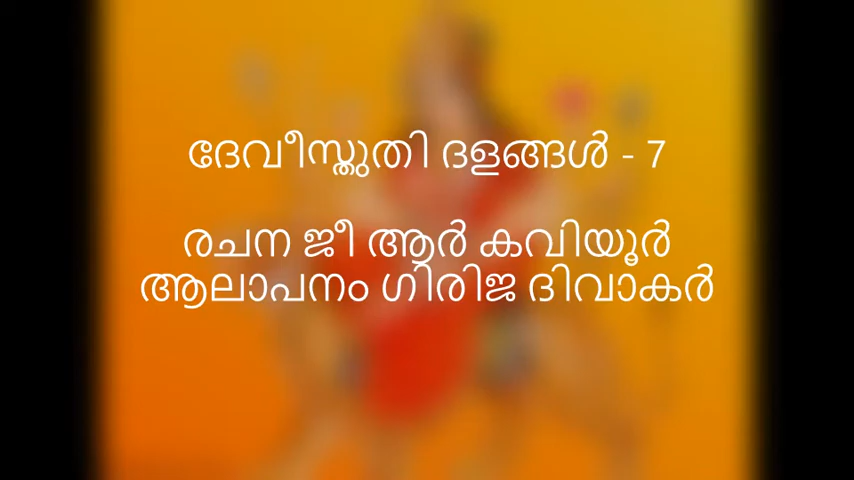 ദേവീസ്തുതി ദളങ്ങൾ - 7
രചന ജീ ആർ കവിയൂർ
ആലാപനം ഗിരിജ ദിവാകർ